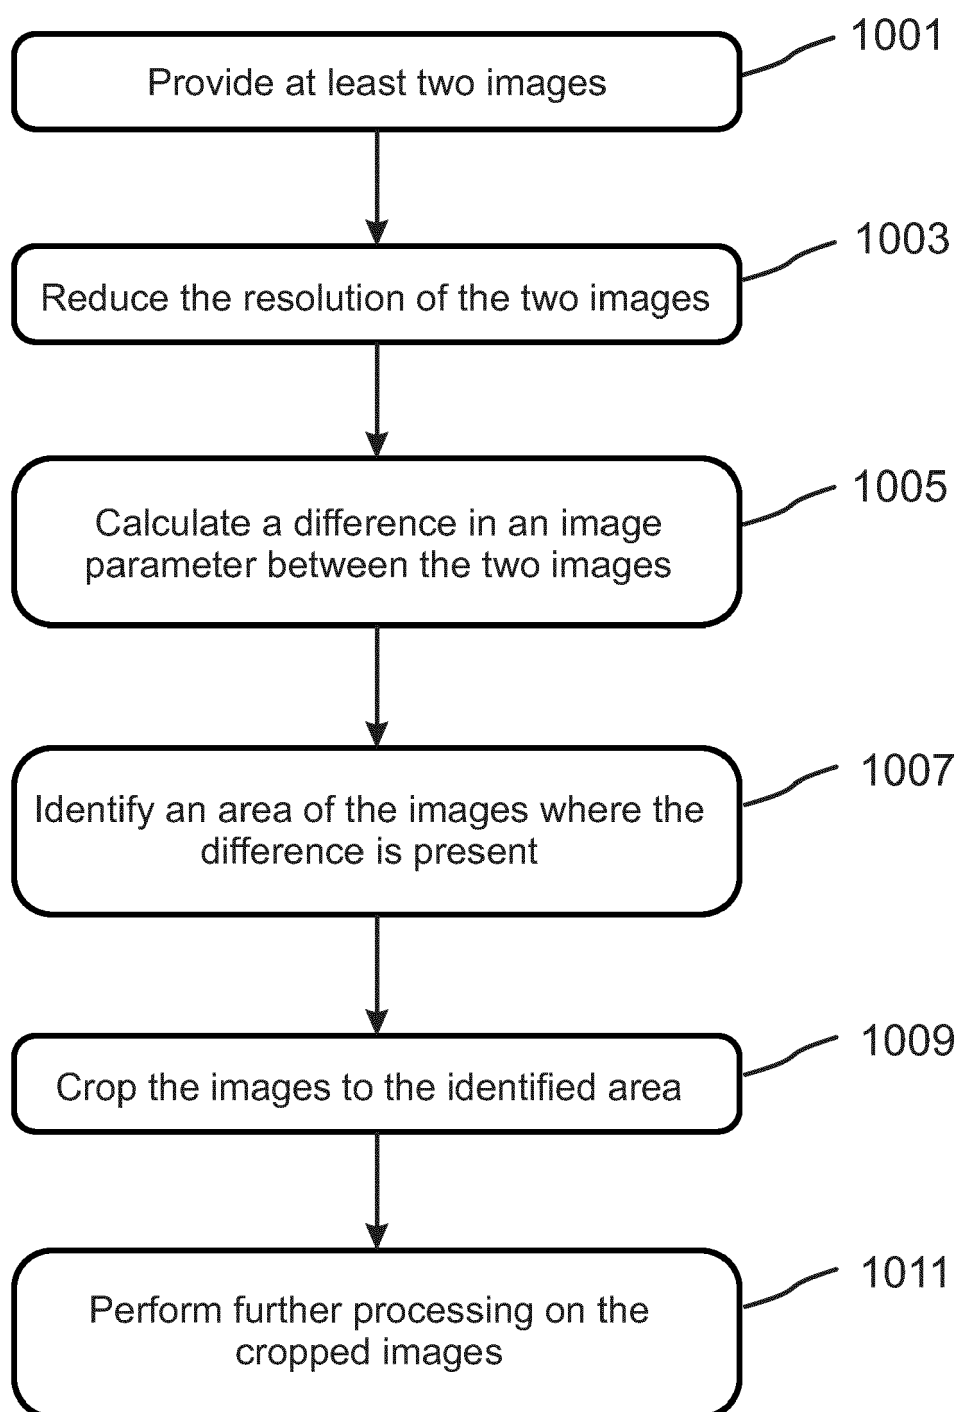 Provide at least two images
1001
Reduce the resolution of the two images
1003
Calculate a difference in an image
parameter between the two images
1005
Identify an area of the images where the
difference is present
1007
Crop the images to the identified area
1009
Perform further processing on the
cropped images
1011